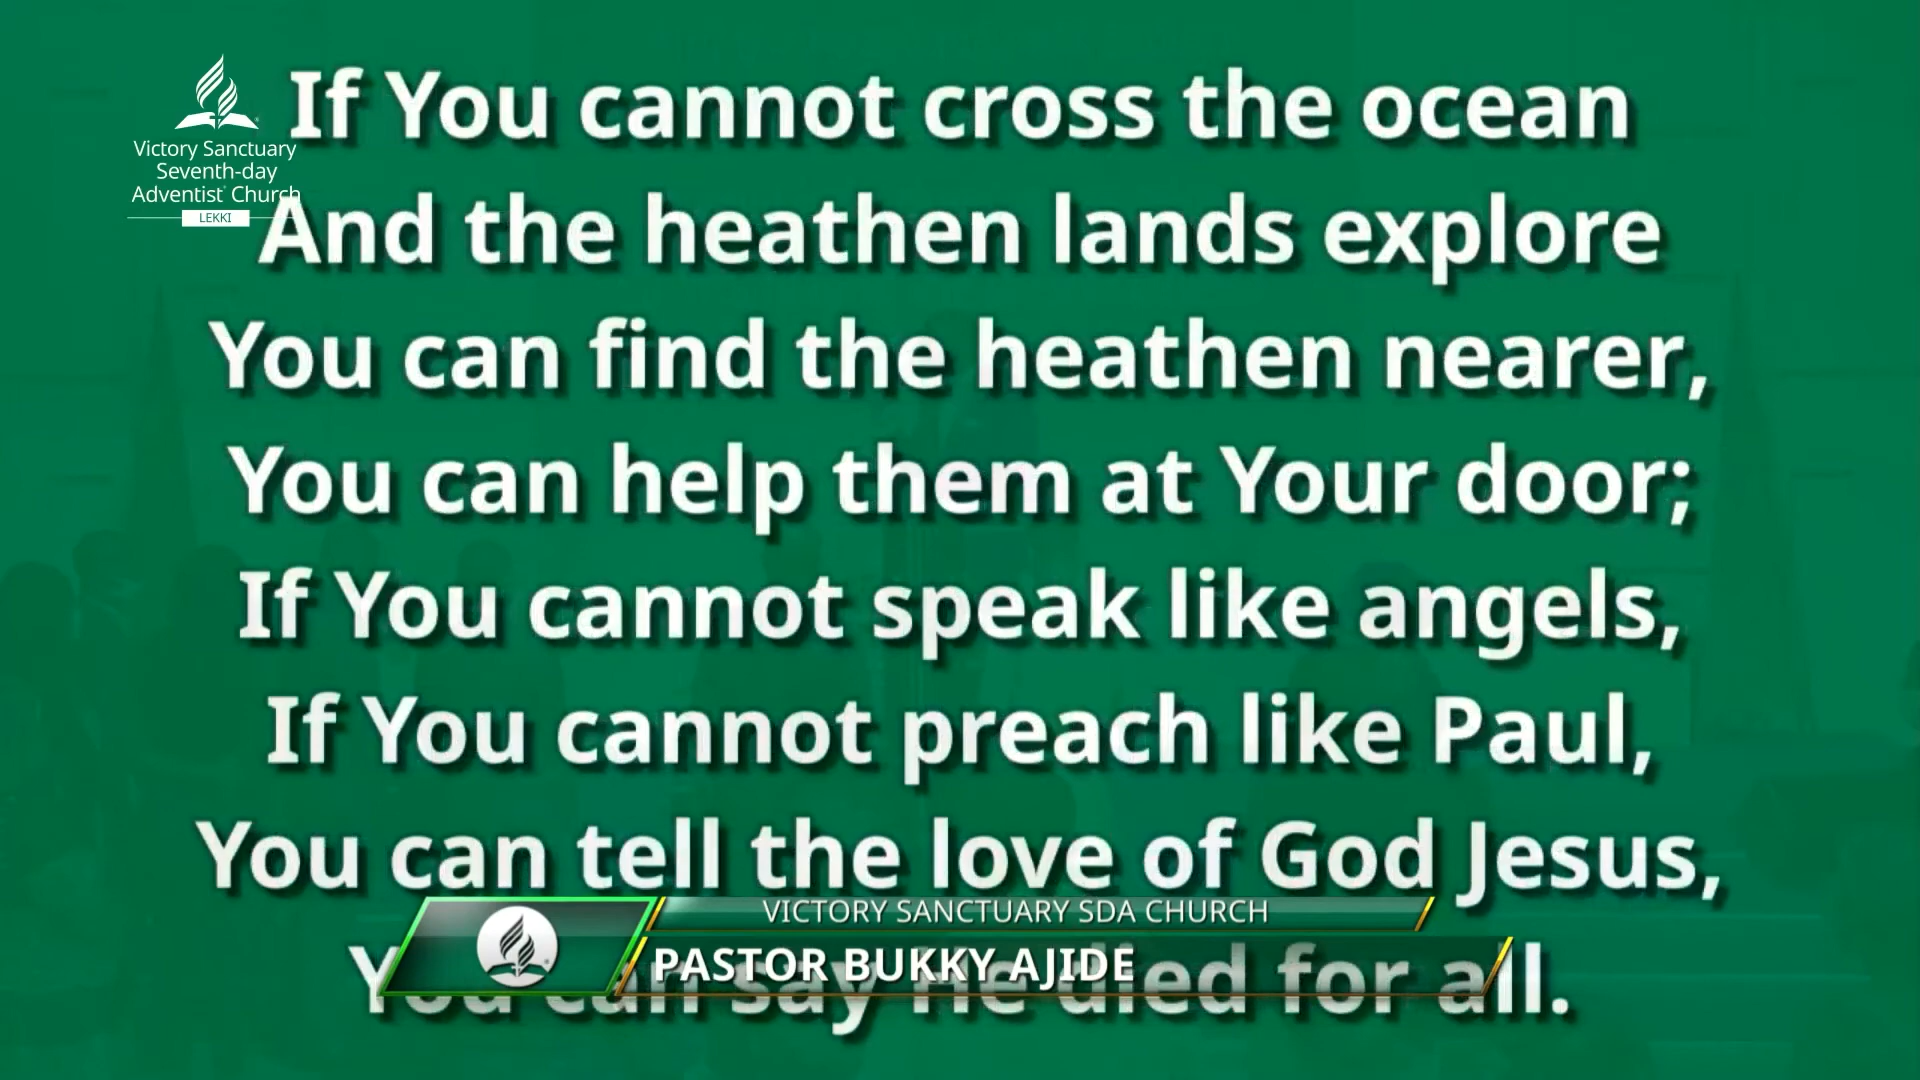 Victory Sanctuary
Seventh-day
Adventist Church
LEKKI
If You cannot cross the ocean
And the heathen lands explore
You can find the heathen nearer,
You can help them at Your door;
If You cannot speak like angels,
If You cannot preach like Paul,
You can tell the love of God Jesus,
You can say He died for all.
VICTORY SANCTUARY SDA CHURCH
PASTOR BUKKY AJIDE